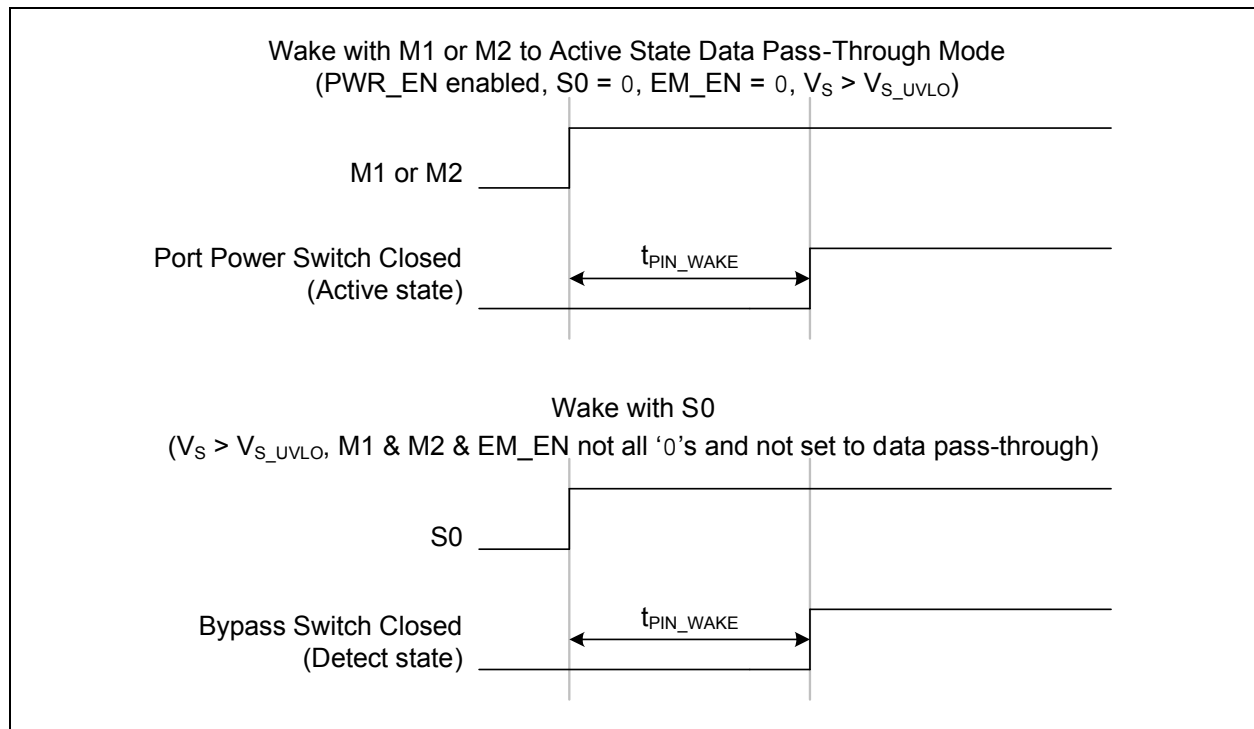 Wake with M1 or M2 to Active State Data Pass-Through Mode
(PWR_EN enabled, S0 = 0, EM_EN = 0, VS > VS_UVLO)
M1 or M2
Port Power Switch Closed
(Active state)
tPIN_WAKE
Wake with S0
(VS > VS_UVLO, M1 & M2 & EM_EN not all ‘0’s and not set to data pass-through)
S0
Bypass Switch Closed
(Detect state)
tPIN_WAKE